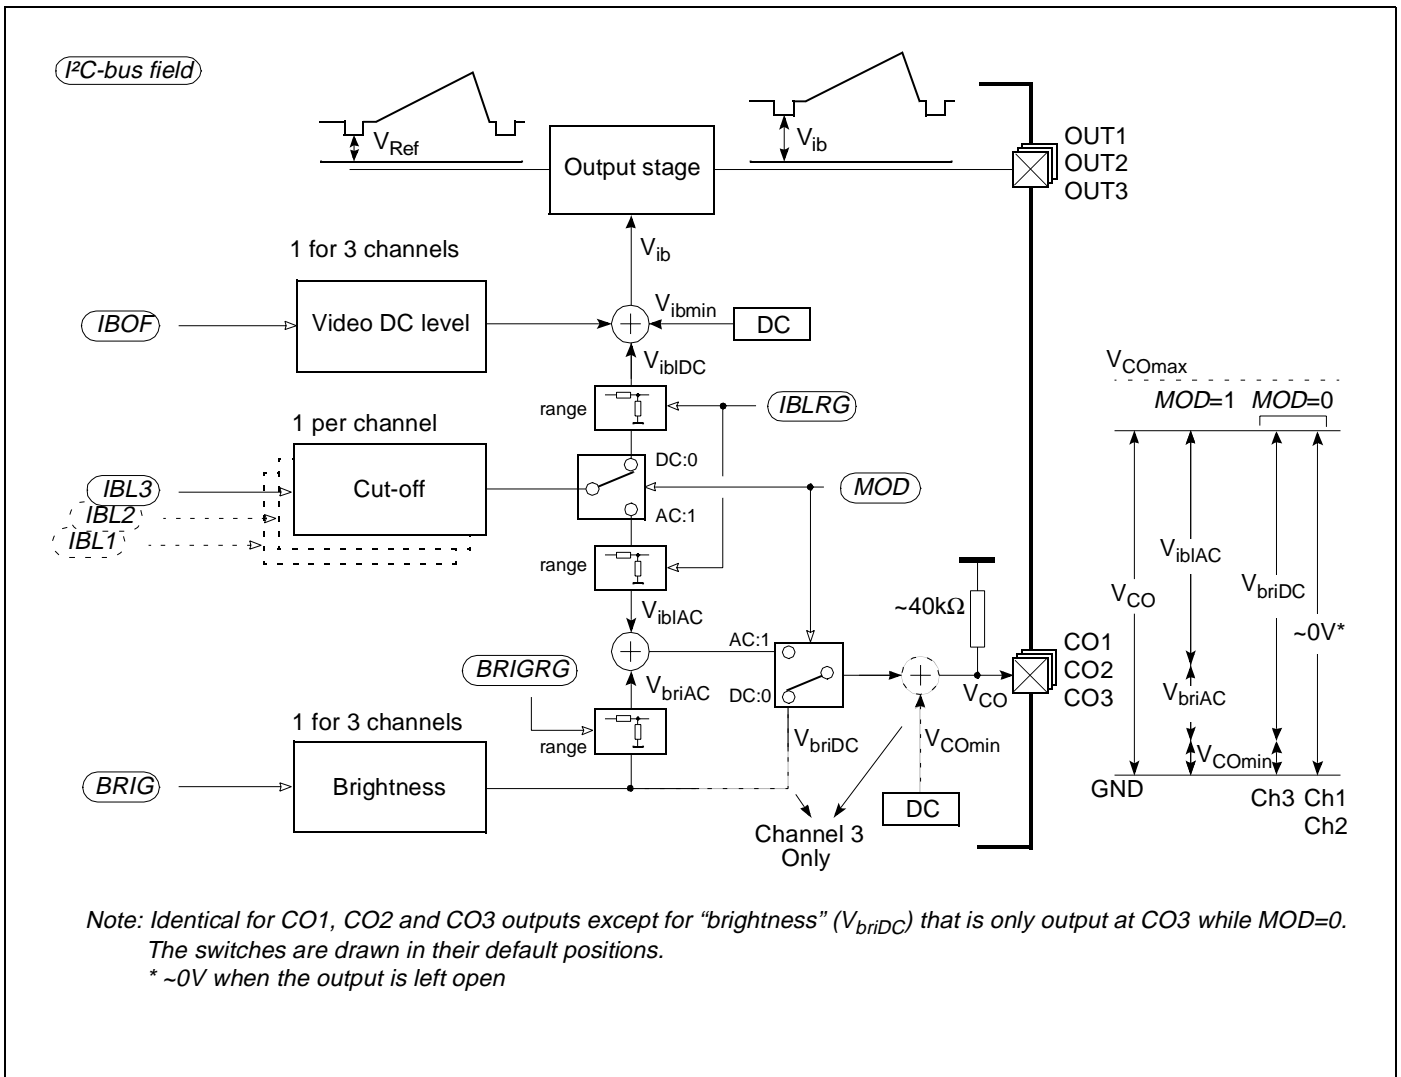 I²C-bus field
VRef
Output stage
Vib
OUT1
OUT2
OUT3
1 for 3 channels
Vib
IBOF
Video DC level
Vibmin
DC
ViblDC
range
IBLRG
1 per channel
DC:0
IBL3
IBL2
IBL1
Cut-off
MOD
AC:1
range
ViblAC
~40kΩ
AC:1
BRIGRG
VbriAC
DC:0
CO1
CO2
CO3
VCO
1 for 3 channels
range
VbriDC
VCOmin
BRIG
Brightness
DC
Channel 3
Only
VCOmax
MOD=1 MOD=0
ViblAC
VCO
VbriDC
~0V*
VbriAC
VCOmin
GND
Ch3 Ch1
Ch2
Note: Identical for CO1, CO2 and CO3 outputs except for “brightness” (VbriDC) that is only output at CO3 while MOD=0.
The switches are drawn in their default positions.
* ~0V when the output is left open